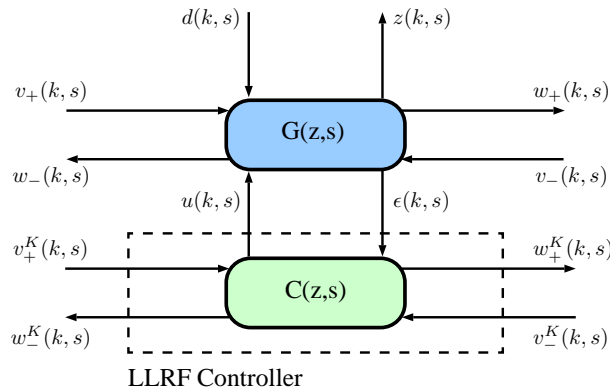 d(k, s)
z(k, s)
v₊(k, s)
w₊(k, s)
G(z,s)
w₋(k, s)
v₋(k, s)
u(k, s)
ϵ(k, s)
v₊ᴷ(k, s)
w₊ᴷ(k, s)
C(z,s)
w₋ᴷ(k, s)
v₋ᴷ(k, s)
LLRF Controller